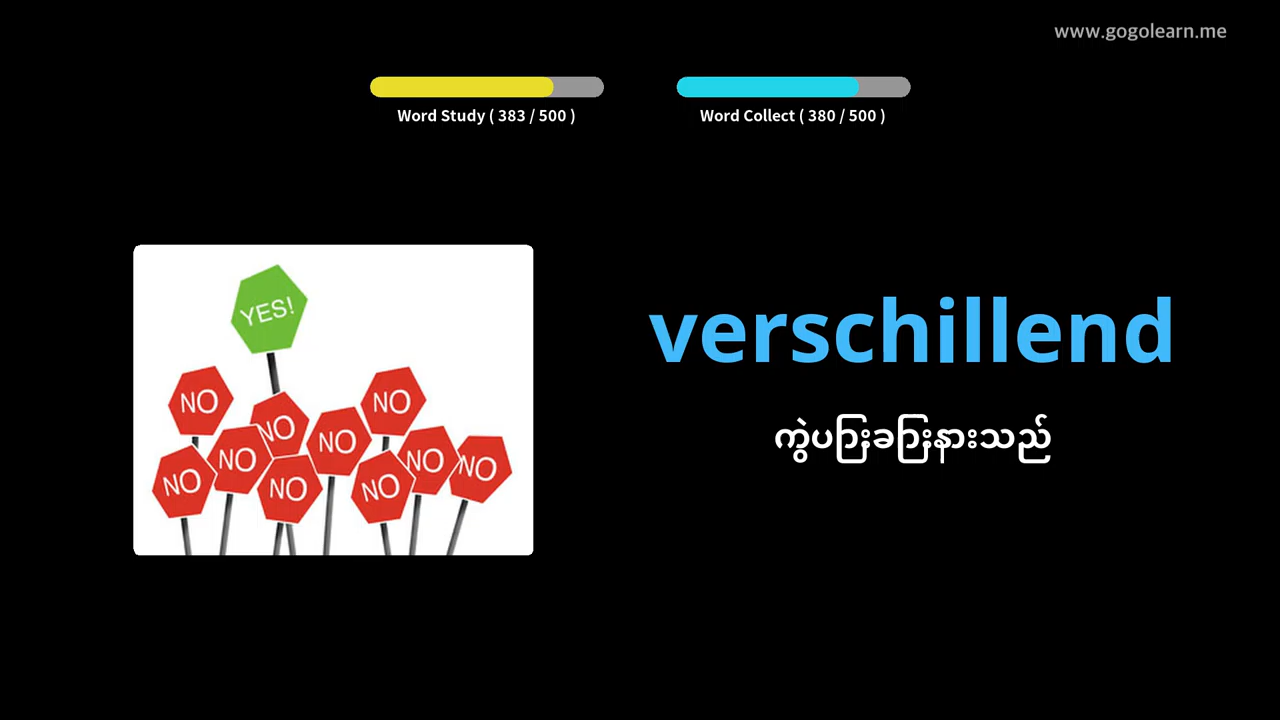 www.gogolearn.me
Word Study ( 383 / 500 )
Word Collect ( 380 / 500 )
YES!
NO
NO
NO
NO
NO
NO
NO
NO
NO
NO
verschillend
ကွဲပြားခြားနားသည်